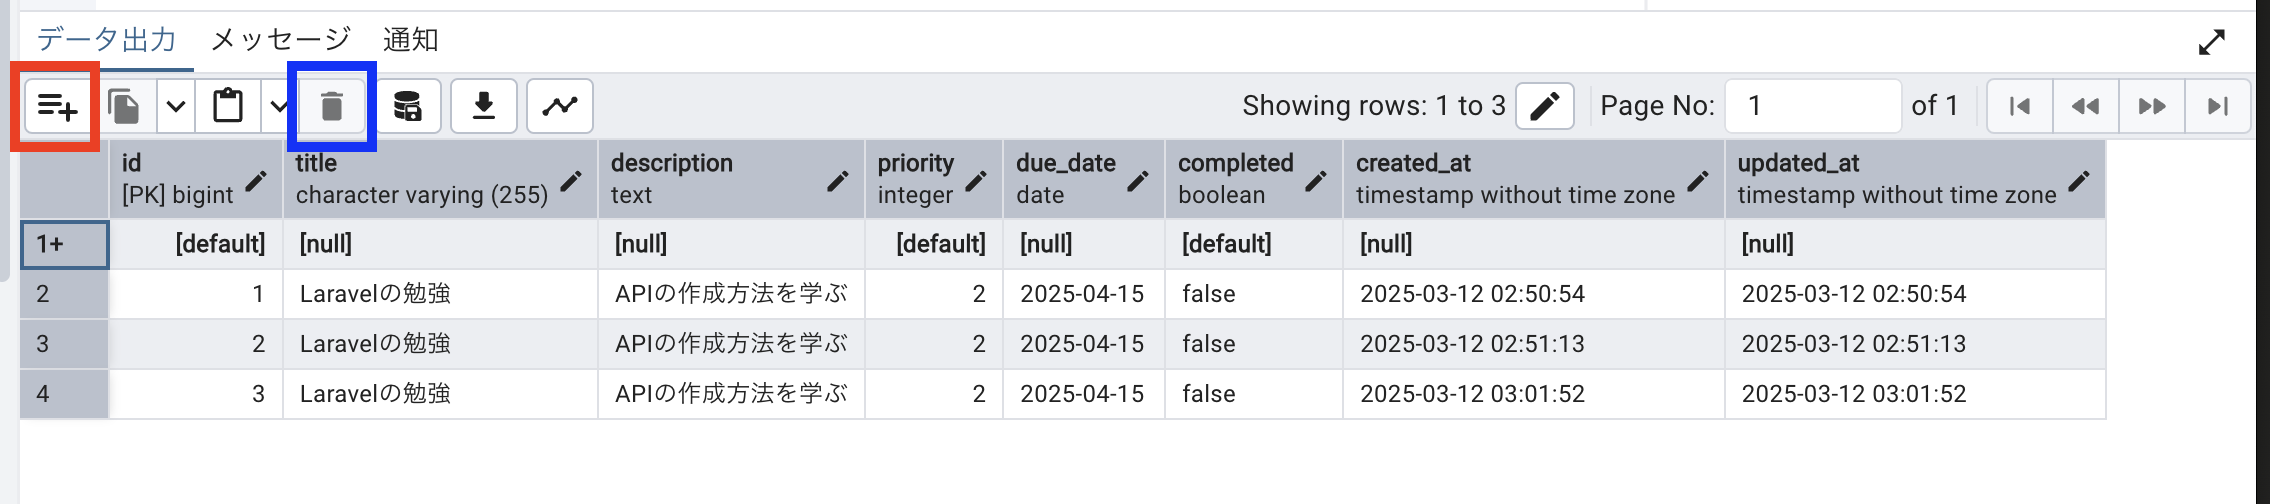 データ出力 メッセージ 通知
Showing rows: 1 to 3 Page No: 1 of 1
id title description priority due_date completed created_at updated_at
[PK] bigint character varying (255) text integer date boolean timestamp without time zone timestamp without time zone
1+ [default] [null] [null] [default] [null] [default] [null] [null]
2 1 Laravelの勉強 APIの作成方法を学ぶ 2 2025-04-15 false 2025-03-12 02:50:54 2025-03-12 02:50:54
3 2 Laravelの勉強 APIの作成方法を学ぶ 2 2025-04-15 false 2025-03-12 02:51:13 2025-03-12 02:51:13
4 3 Laravelの勉強 APIの作成方法を学ぶ 2 2025-04-15 false 2025-03-12 03:01:52 2025-03-12 03:01:52